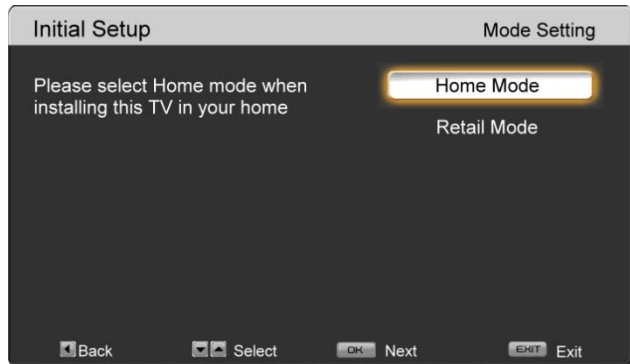 Initial Setup
Mode Setting
Please select Home mode when
installing this TV in your home
Home Mode
Retail Mode
Back Select OK Next EXIT Exit